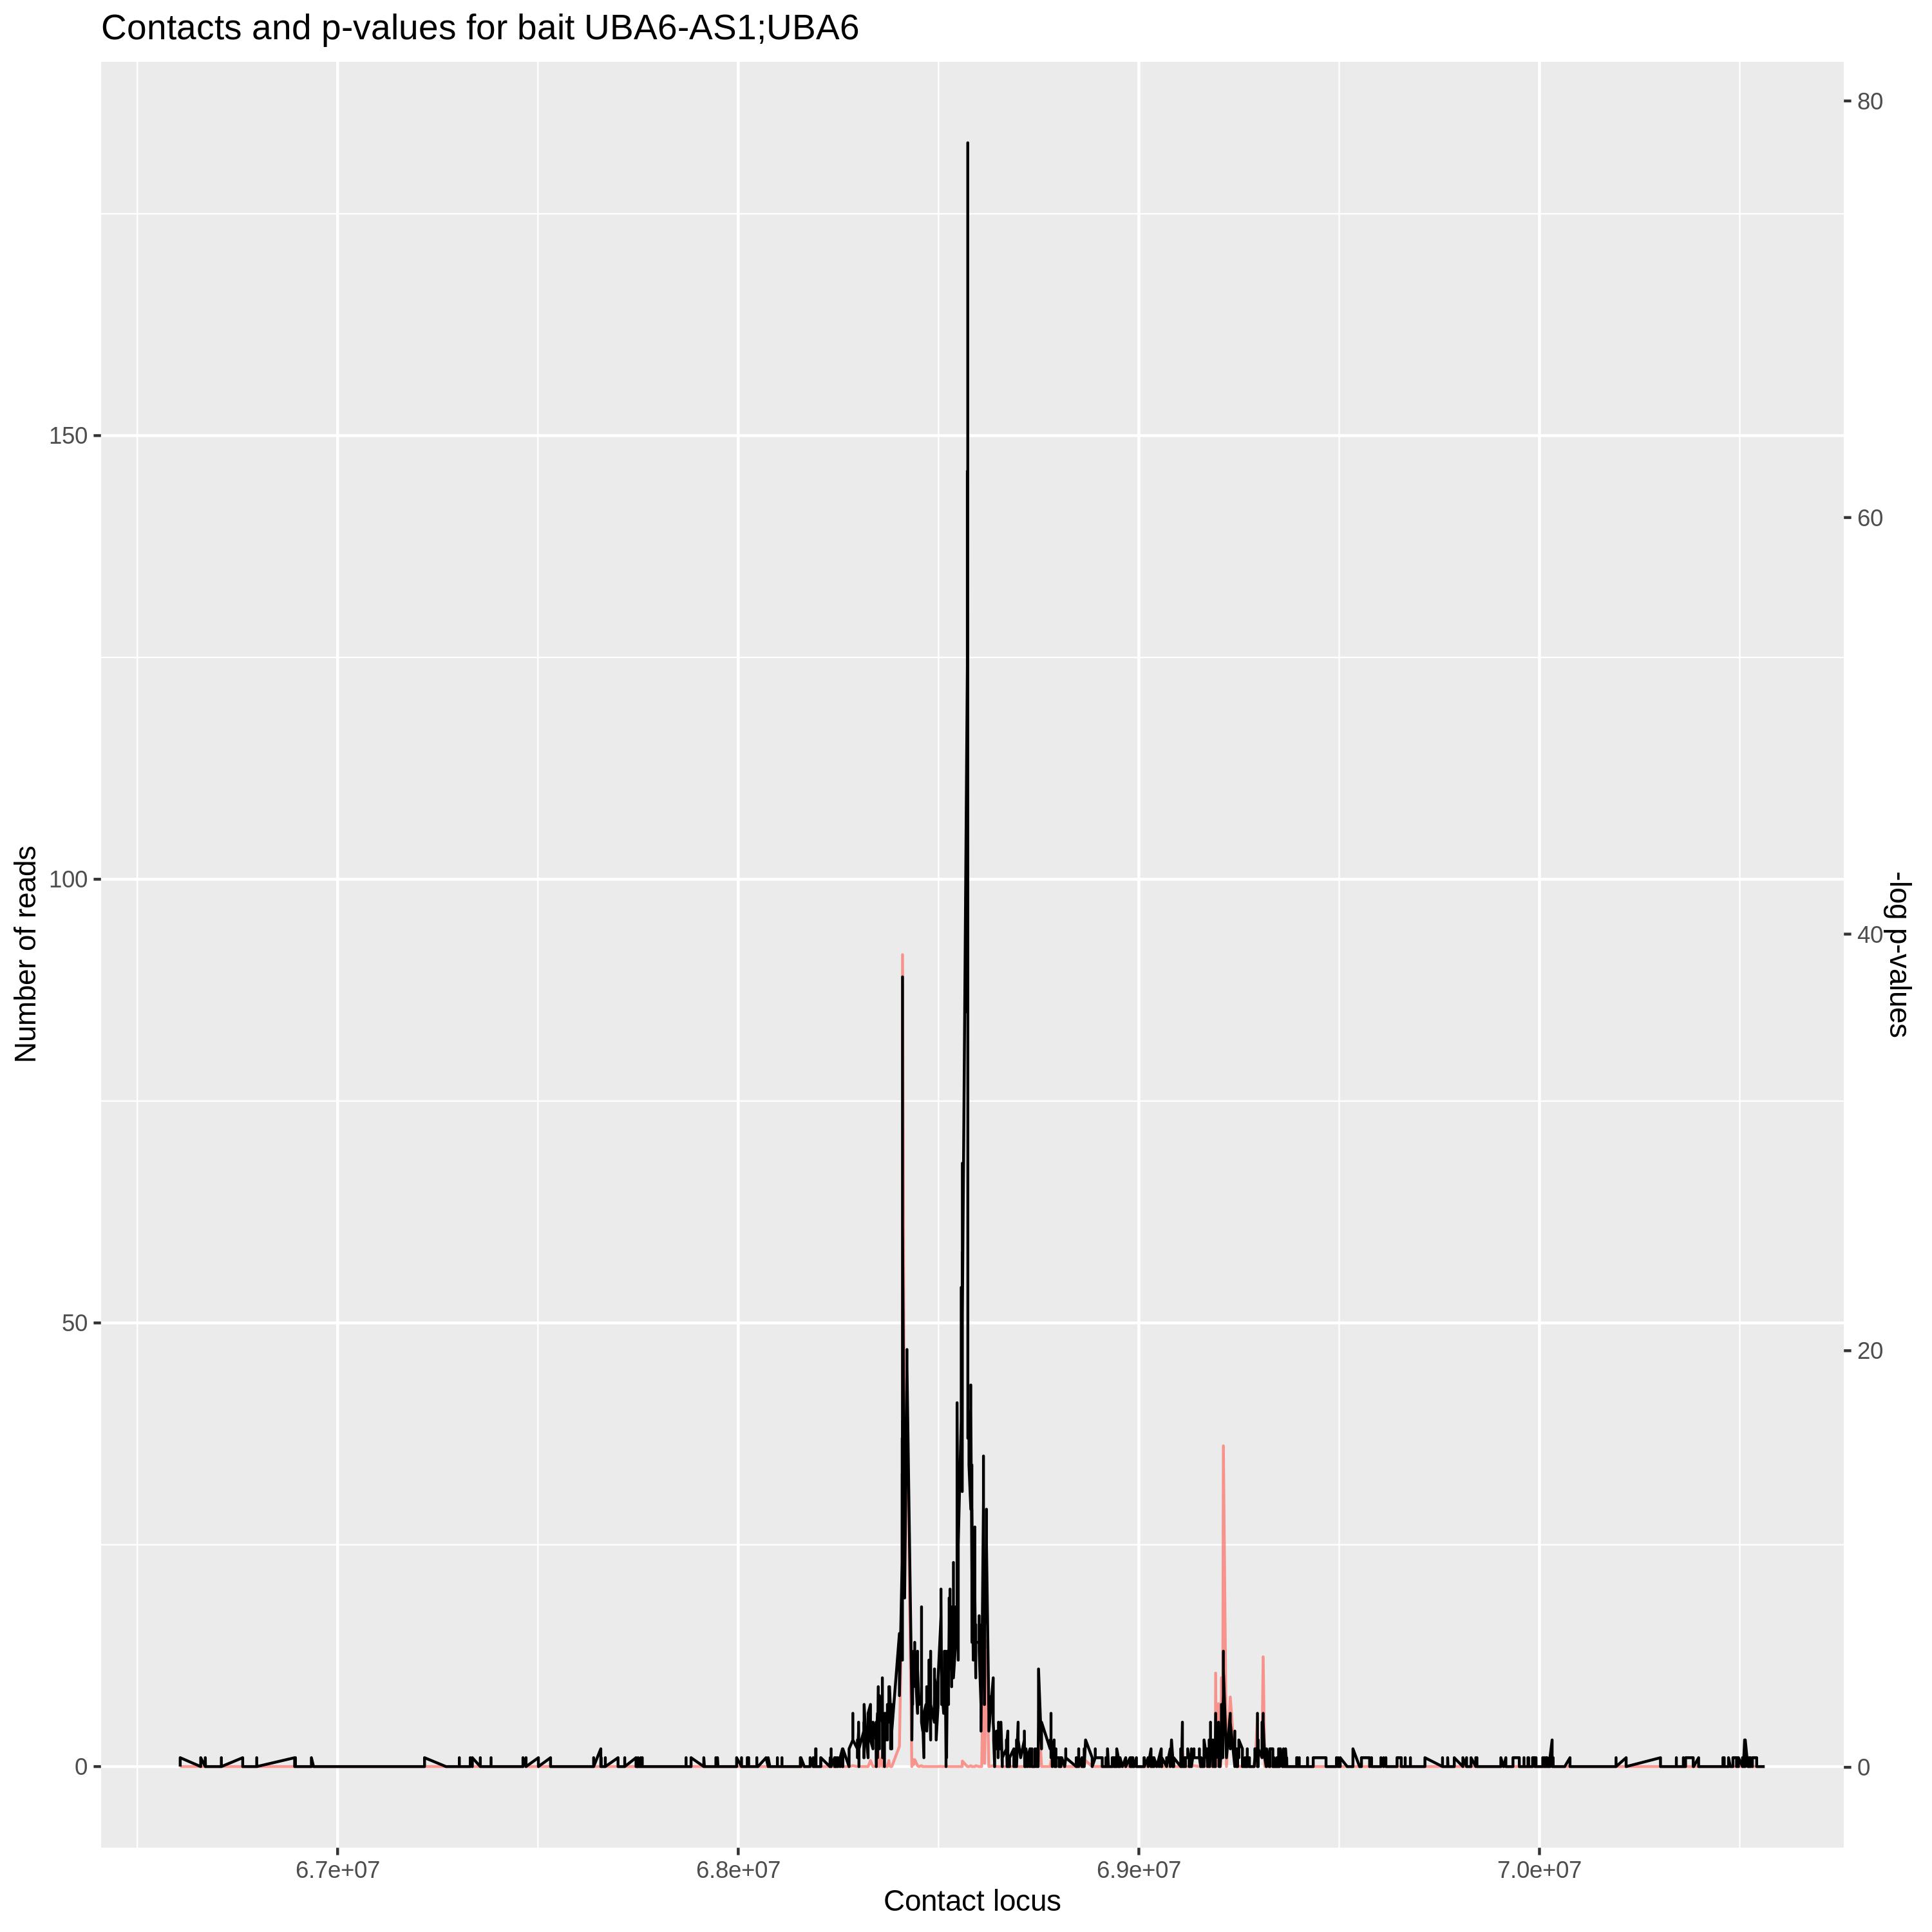 Contacts and p-values for bait UBA6-AS1;UBA6
80
150
60
100
40
50
20
0
0
Number of reads
-log p-values
6.7e+07 6.8e+07 6.9e+07 7.0e+07
Contact locus